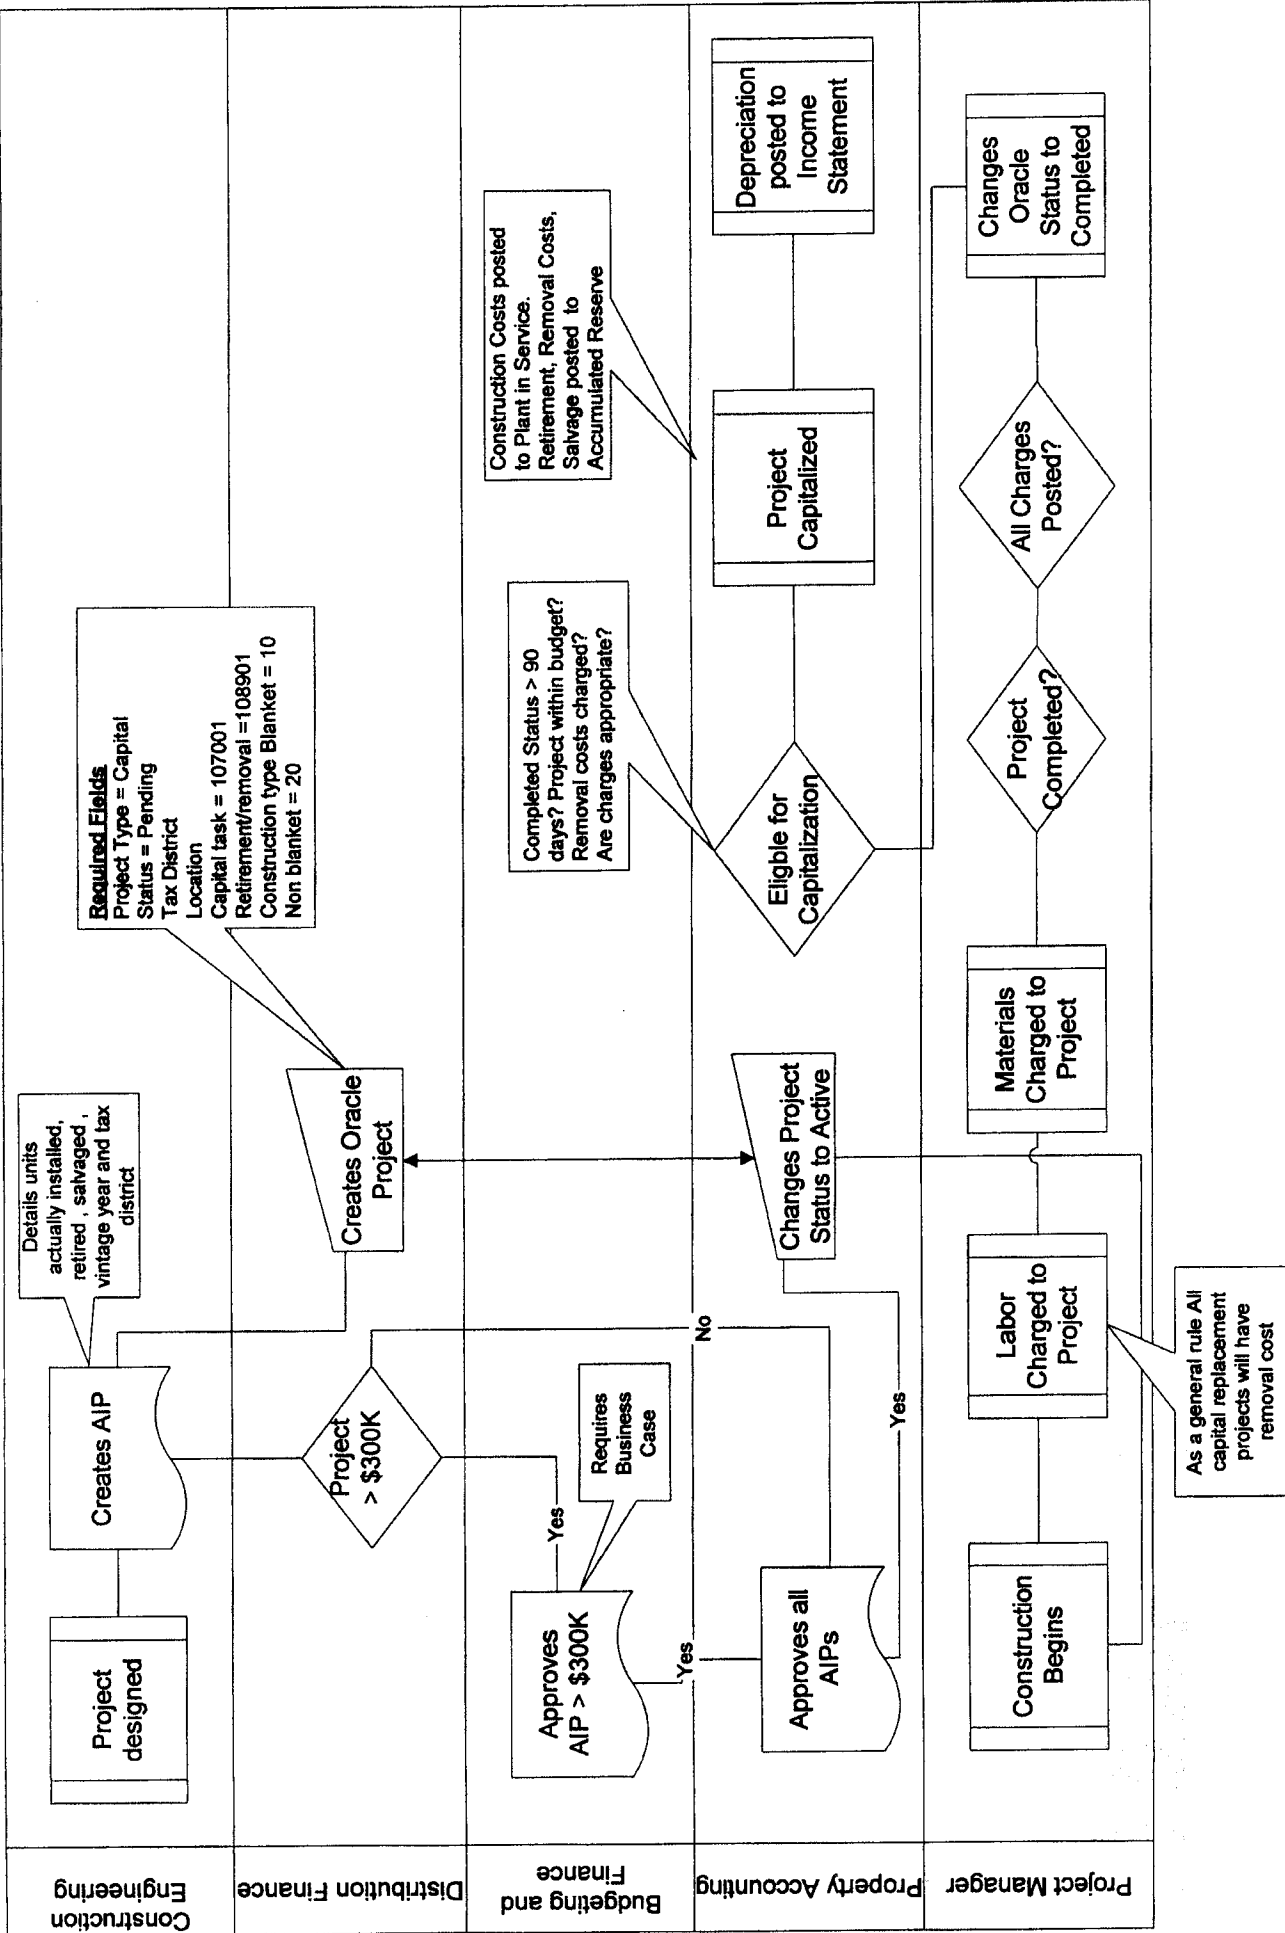 Construction
Engineering
Project
designed
Creates AIP
Details units
actually installed,
retired , salvaged ,
vintage year and tax
district
Required Fields
Project Type = Capital
Status = Pending
Tax District
Location
Capital task = 107001
Retirement/removal =108901
Construction type Blanket = 10
Non blanket = 20
Distribution Finance
Project
> $300K
Creates Oracle
Project
Budgeting and
Finance
Approves
AIP > $300K
Yes
Requires
Business
Case
Yes
No
Completed Status > 90
days? Project within budget?
Removal costs charged?
Are charges appropriate?
Construction Costs posted
to Plant in Service.
Retirement, Removal Costs,
Salvage posted to
Accumulated Reserve
Property Accounting
Approves all
AIPs
Yes
Changes Project
Status to Active
Eligble for
Capitalization
Project
Capitalized
Depreciation
posted to
Income
Statement
Project Manager
Construction
Begins
Labor
Charged to
Project
Materials
Charged to
Project
Project
Completed?
All Charges
Posted?
Changes
Oracle
Status to
Completed
As a general rule All
capital replacement
projects will have
removal cost